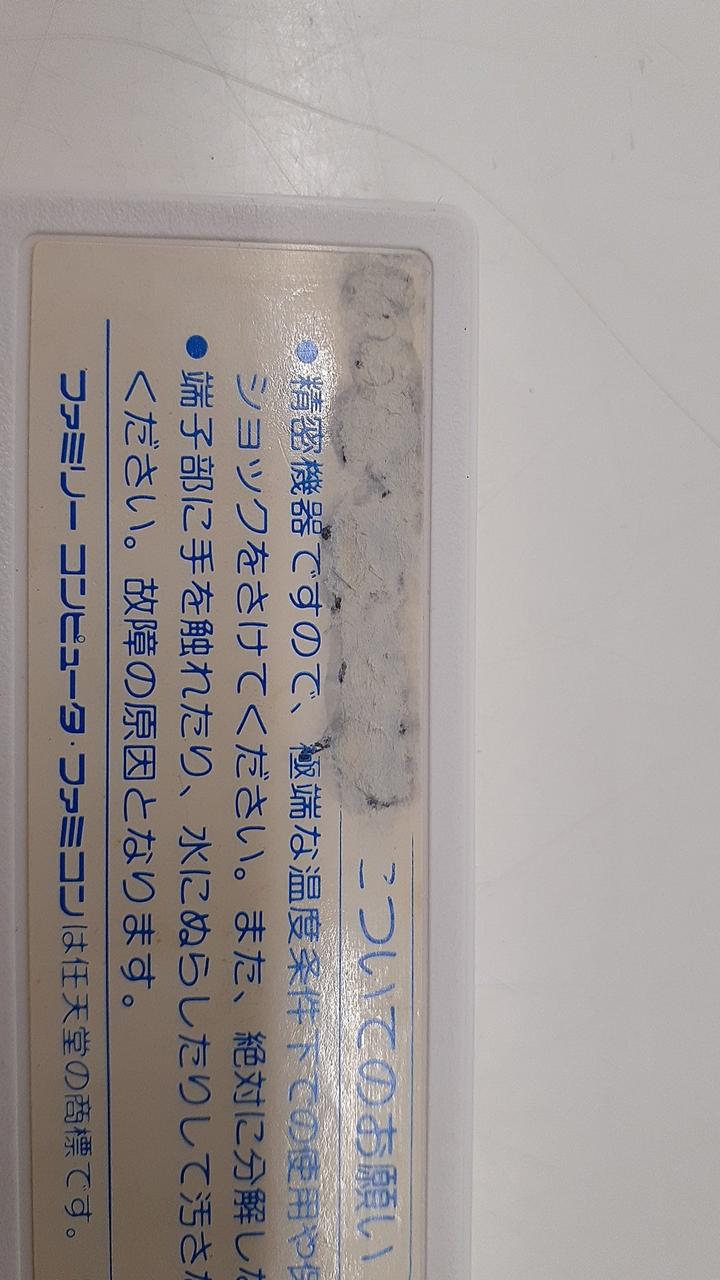 ついてのお願い
●精密機器ですので、極端な温度条件下での使用や
ショックをさけてください。また、絶対に分解し
●端子部に手を触れたり、水にぬらしたりして汚さ
ください。故障の原因となります。
ファミリー コンピュータ・ファミコンは任天堂の商標です。